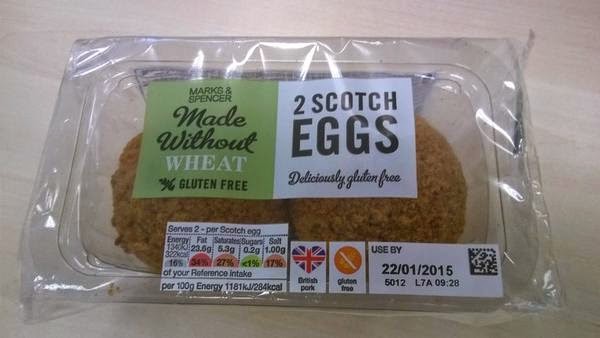 MARKS &
SPENCER
Made
Without
WHEAT
GLUTEN FREE
2 SCOTCH
EGGS
Deliciously gluten free
Serves 2 - per Scotch egg
Energy Fat Saturates Sugars Salt
1340kJ 23.6g 5.3g 0.2g 1.00g
322kcal
16% 34% 27% <1% 17%
of your Reference Intake
per 100g Energy 1181kJ/284kcal
British
pork
gluten
free
USE BY
22/01/2015
5012 L7A 09:28